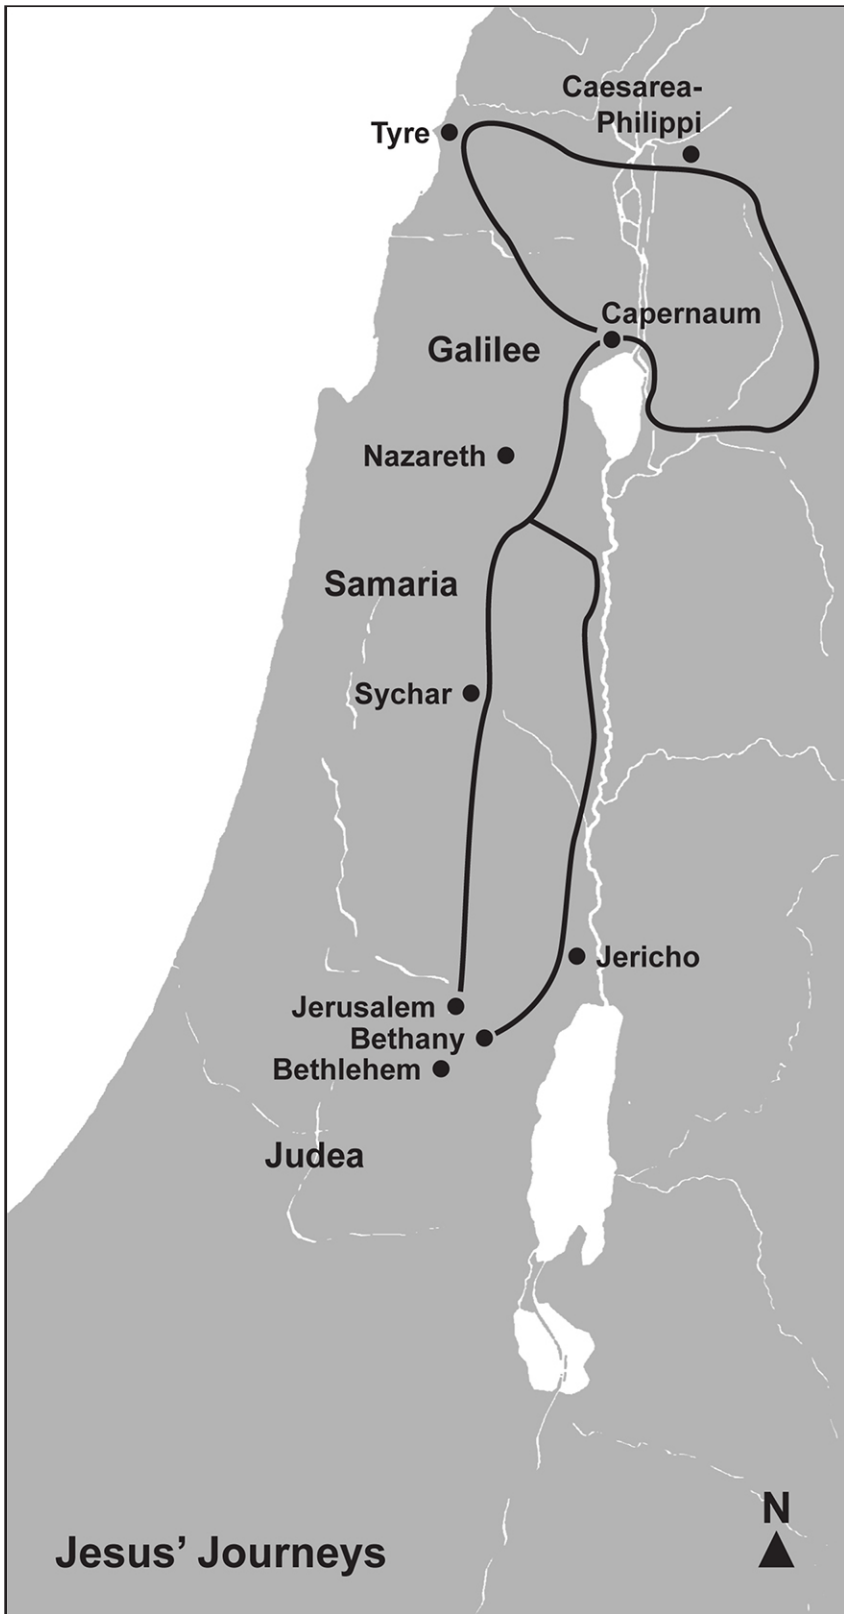 Caesarea-
Philippi
Tyre
Capernaum
Galilee
Nazareth
Samaria
Sychar
Jericho
Jerusalem
Bethany
Bethlehem
Judea
N
Jesus’ Journeys